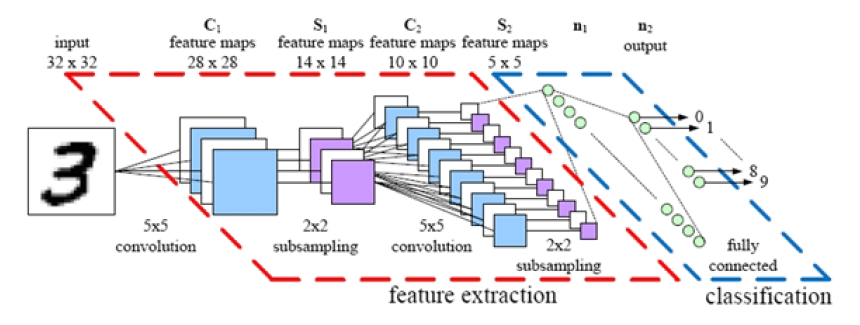 input
32 x 32
C₁
feature maps
28 x 28
S₁
feature maps
14 x 14
C₂
feature maps
10 x 10
S₂
feature maps
5 x 5
n₁
n₂
output
3
0
1
8
9
5x5
convolution
2x2
subsampling
5x5
convolution
2x2
subsampling
fully
connected
feature extraction
classification